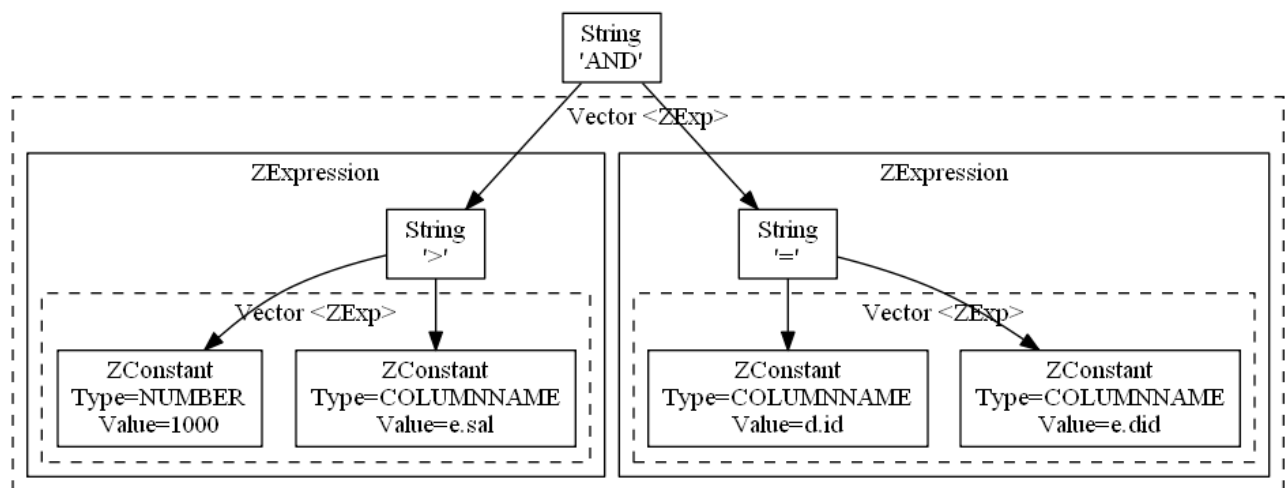 String
'AND'
Vector <ZExp>
ZExpression
ZExpression
String
'>'
String
'='
Vector <ZExp>
Vector <ZExp>
ZConstant
Type=NUMBER
Value=1000
ZConstant
Type=COLUMNNAME
Value=e.sal
ZConstant
Type=COLUMNNAME
Value=d.id
ZConstant
Type=COLUMNNAME
Value=e.did